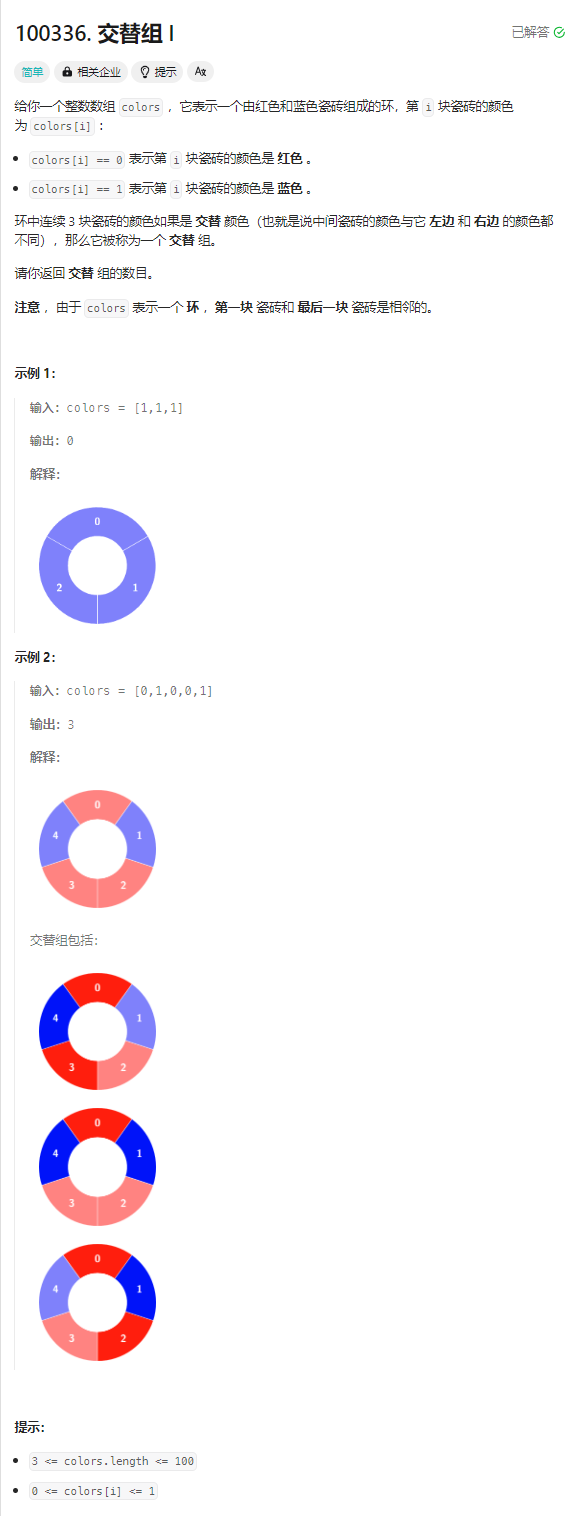 100336. 交替组 I
已解答
简单 相关企业 提示 Aあ
给你一个整数数组 colors ，它表示一个由红色和蓝色瓷砖组成的环，第 i 块瓷砖的颜色
为 colors[i] ：
colors[i] == 0 表示第 i 块瓷砖的颜色是 红色 。
colors[i] == 1 表示第 i 块瓷砖的颜色是 蓝色 。
环中连续 3 块瓷砖的颜色如果是 交替 颜色（也就是说中间瓷砖的颜色与它 左边 和 右边 的颜色都
不同），那么它被称为一个 交替 组。
请你返回 交替 组的数目。
注意 ，由于 colors 表示一个 环 ，第一块 瓷砖和 最后一块 瓷砖是相邻的。
示例 1：
输入：colors = [1,1,1]
输出：0
解释：
0
2 1
示例 2：
输入：colors = [0,1,0,0,1]
输出：3
解释：
0
4 1
3 2
交替组包括：
0
4 1
3 2
0
4 1
3 2
0
4 1
3 2
提示：
3 <= colors.length <= 100
0 <= colors[i] <= 1